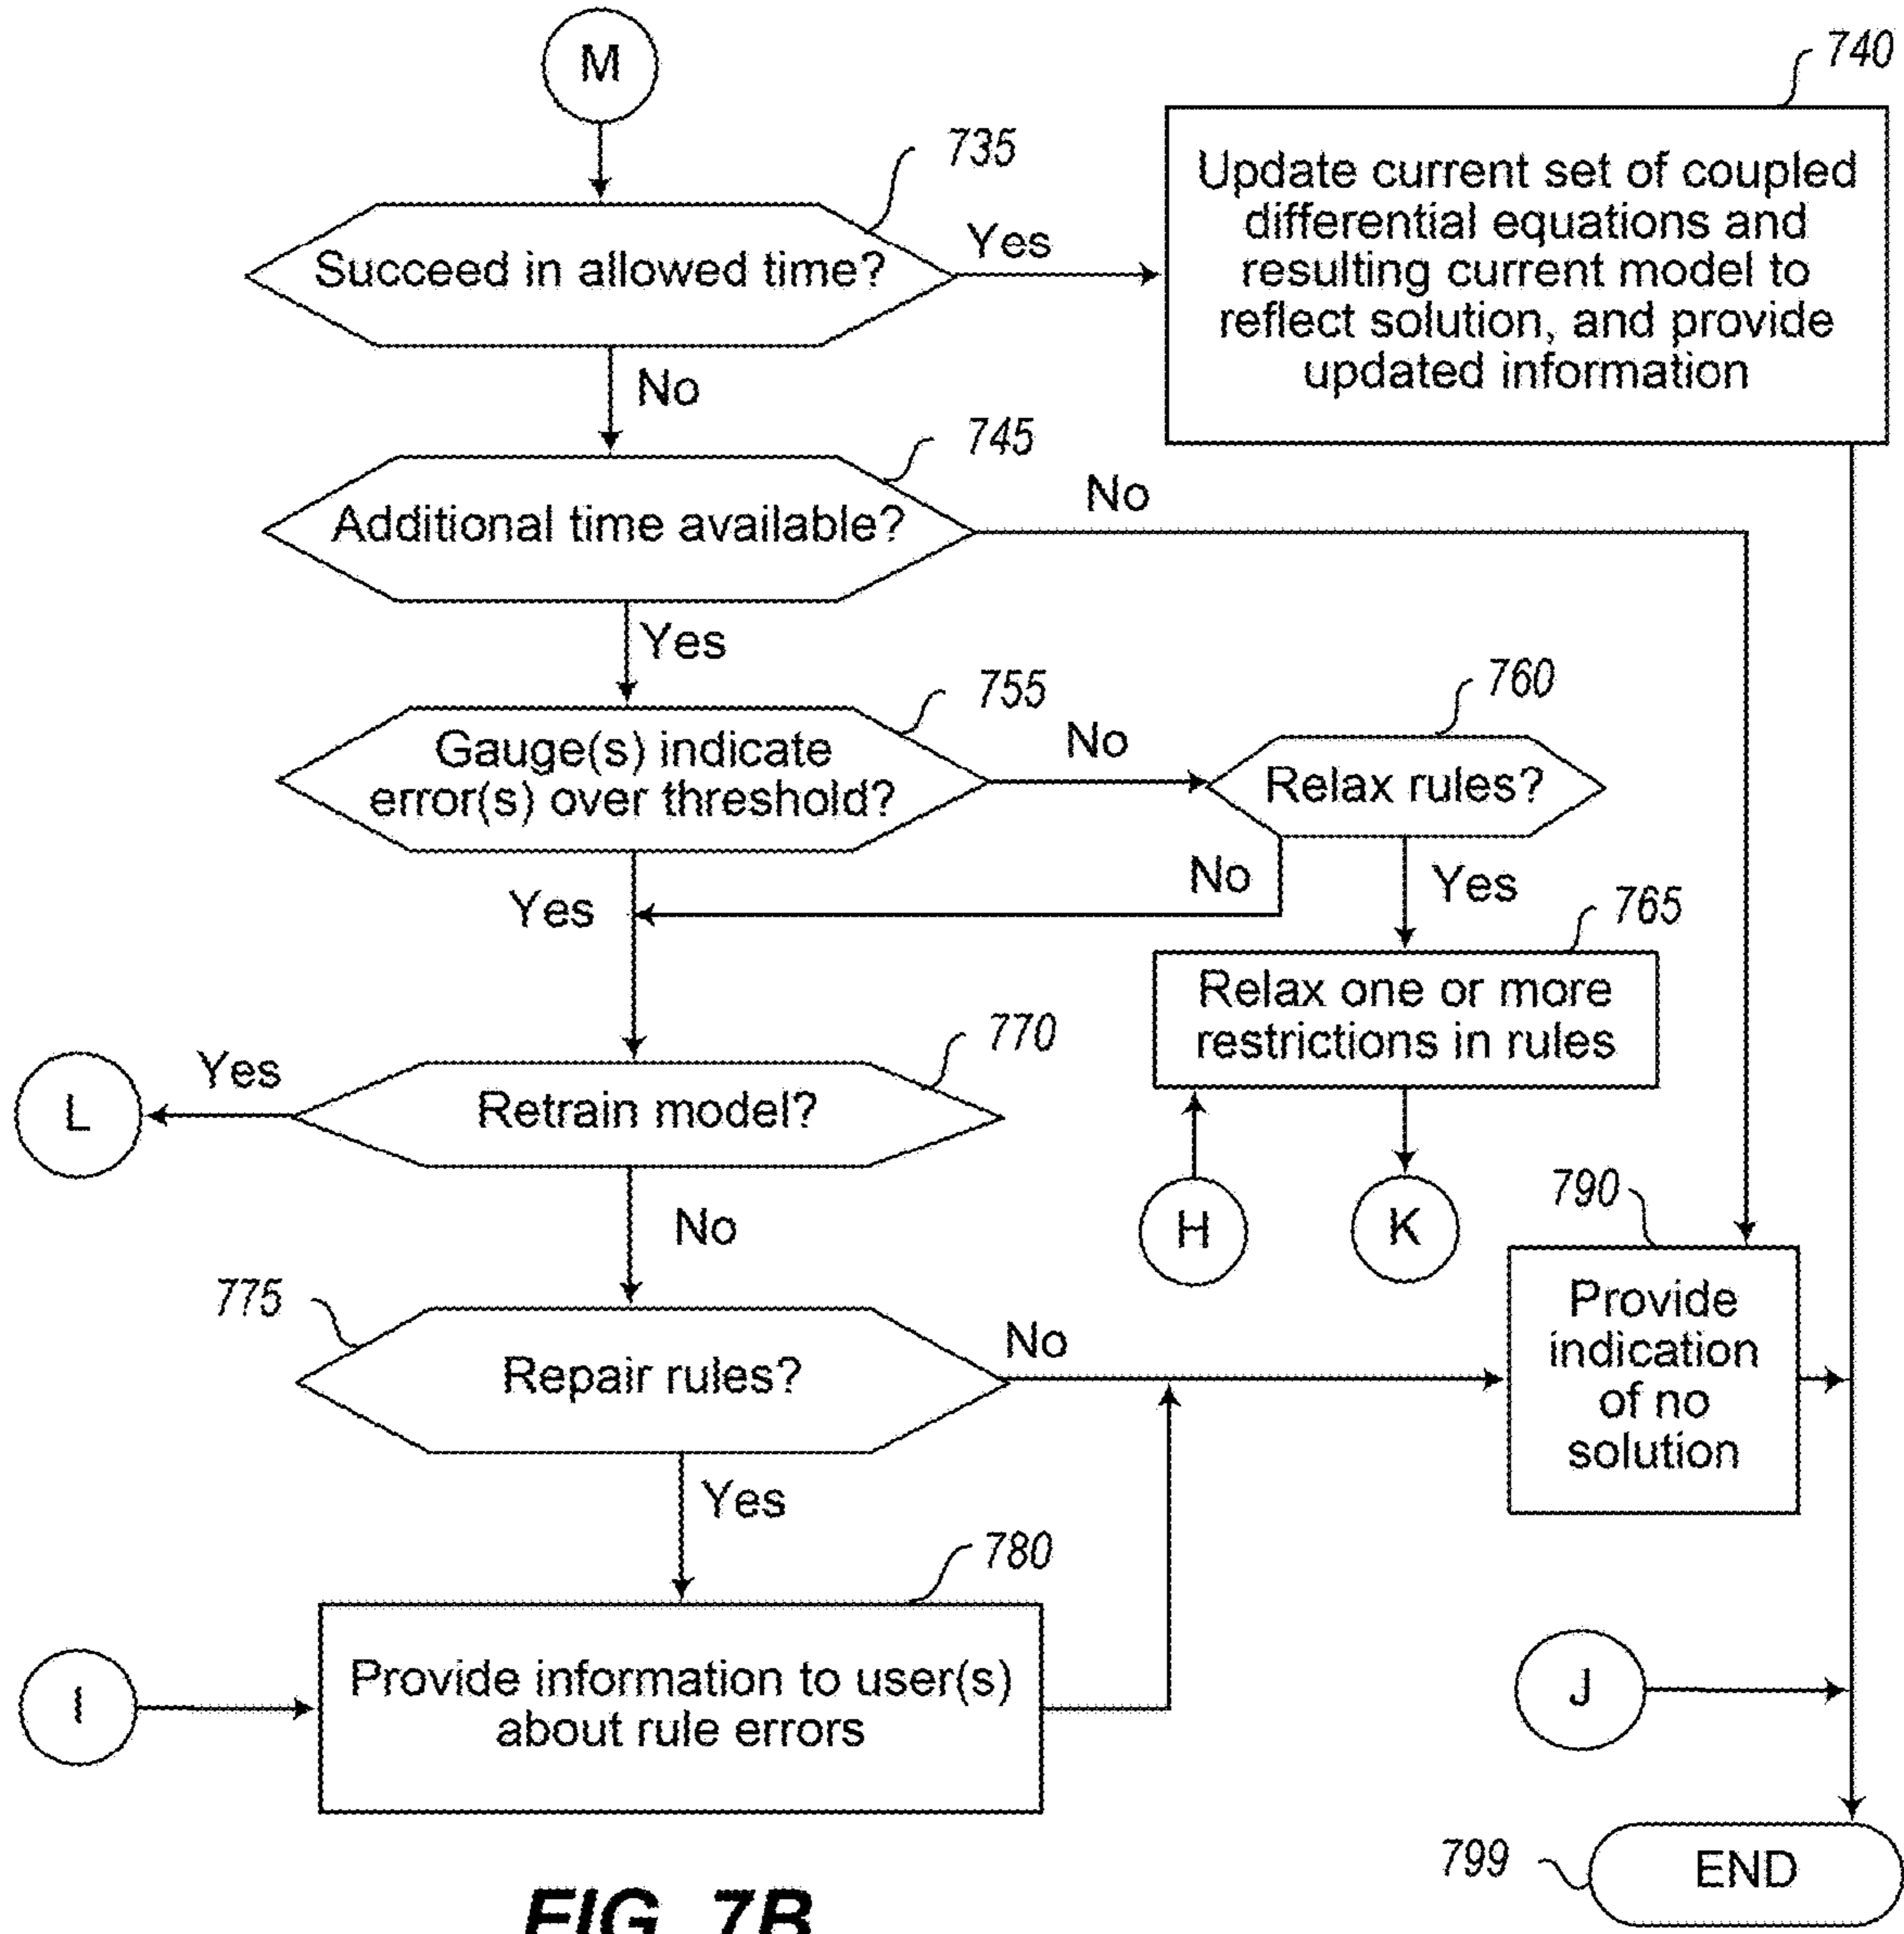 M
740
735
Update current set of coupled
differential equations and
resulting current model to
reflect solution, and provide
updated information
Succeed in allowed time?
Yes
No
745
Additional time available?
No
Yes
755
760
Gauge(s) indicate
error(s) over threshold?
No
Relax rules?
Yes
No
Yes
765
Relax one or more
restrictions in rules
770
L
Yes
Retrain model?
No
H
K
790
775
Repair rules?
No
Provide
indication
of no
solution
Yes
780
I
Provide information to user(s)
about rule errors
J
799
END
FIG. 7B